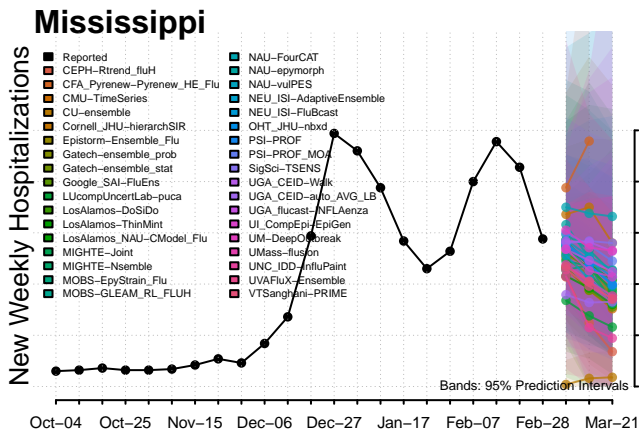 Mississippi
New Weekly Hospitalizations
Reported
CEPH−Rtrend_fluH
CFA_Pyrenew−Pyrenew_HE_Flu
CMU−TimeSeries
CU−ensemble
Cornell_JHU−hierarchSIR
Epistorm−Ensemble_Flu
Gatech−ensemble_prob
Gatech−ensemble_stat
Google_SAI−FluEns
LUcompUncertLab−puca
LosAlamos−DoSiDo
LosAlamos−ThinMint
LosAlamos_NAU−CModel_Flu
MIGHTE−Joint
MIGHTE−Nsemble
MOBS−EpyStrain_Flu
MOBS−GLEAM_RL_FLUH
NAU−FourCAT
NAU−epymorph
NAU−vulPES
NEU_ISI−AdaptiveEnsemble
NEU_ISI−FluBcast
OHT_JHU−nbxd
PSI−PROF
PSI−PROF_MOA
SigSci−TSENS
UGA_CEID−Walk
UGA_CEID−auto_AVG_LB
UGA_flucast−INFLAenza
UI_CompEpi−EpiGen
UM−DeepOutbreak
UMass−flusion
UNC_IDD−InfluPaint
UVAFluX−Ensemble
VTSanghani−PRIME
Bands: 95% Prediction Intervals
Oct−04 Oct−25 Nov−15 Dec−06 Dec−27 Jan−17 Feb−07 Feb−28 Mar−21